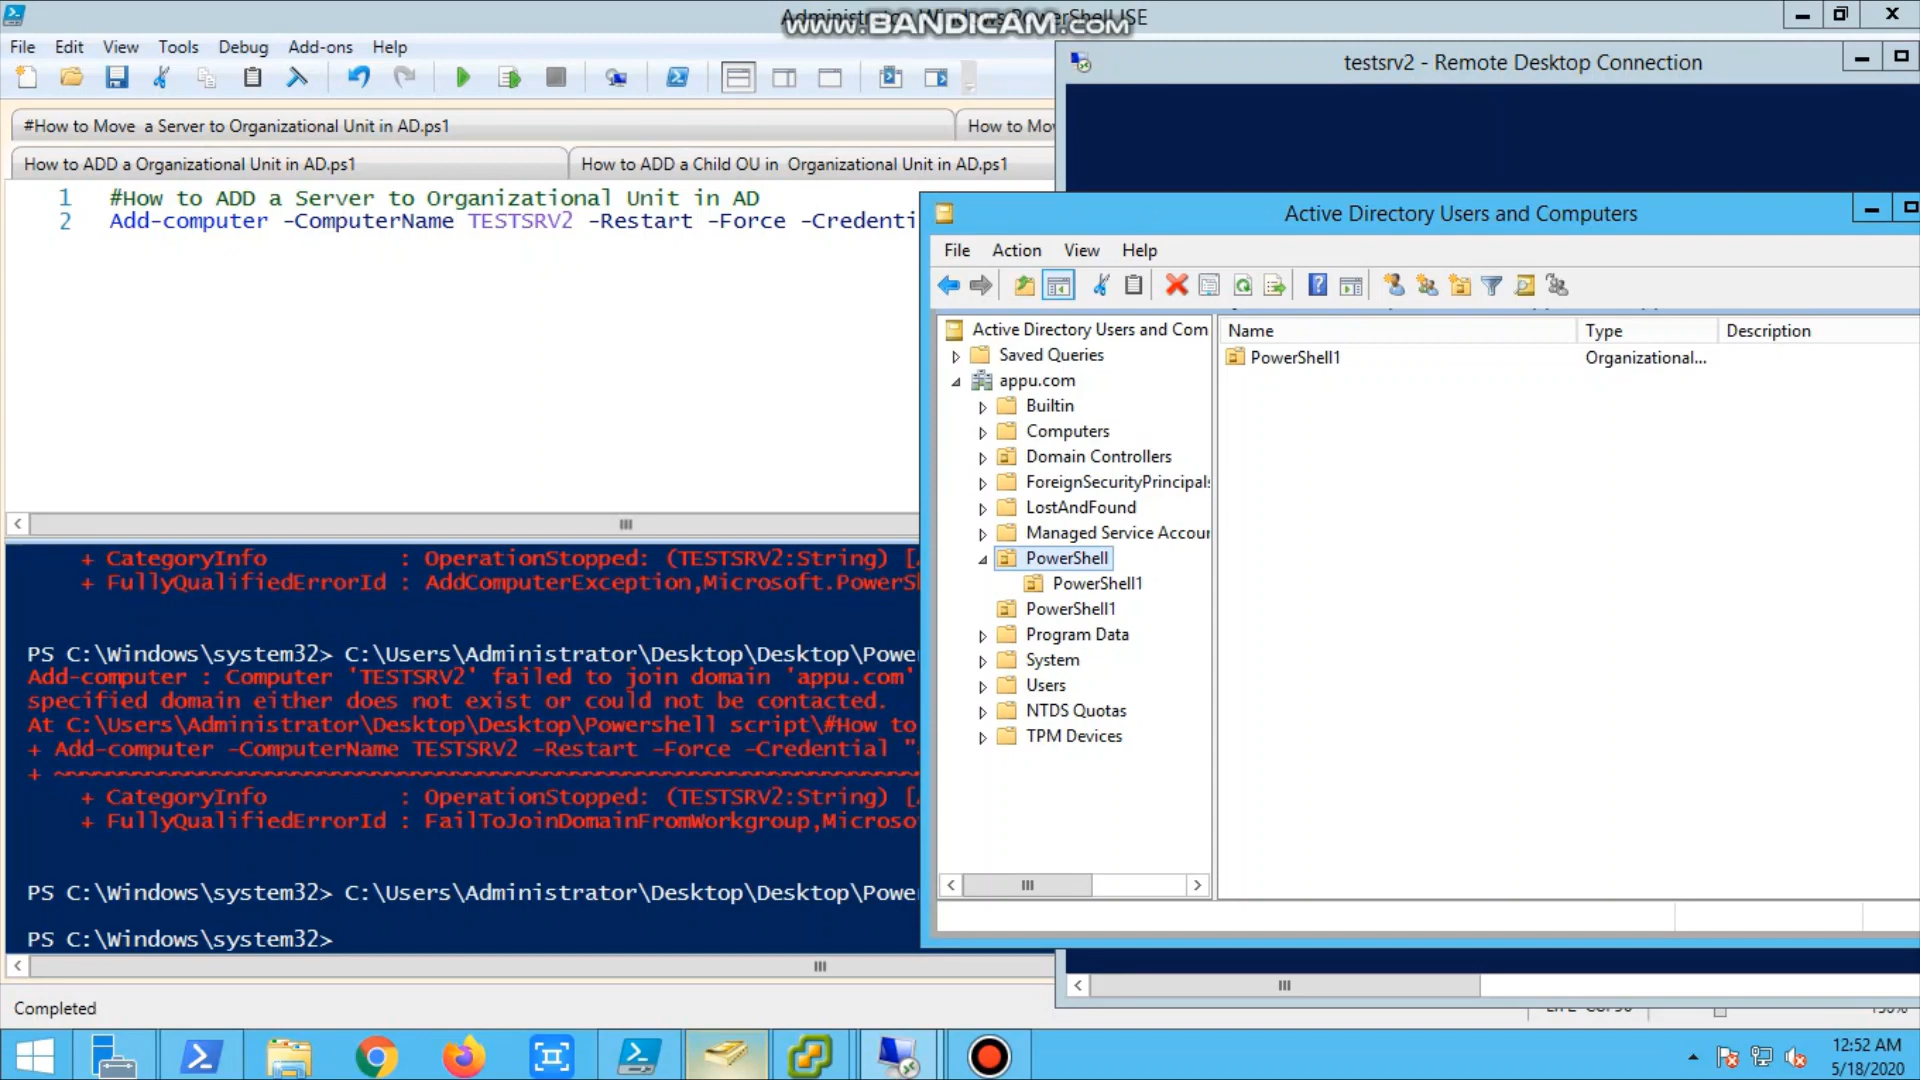 Administrator: Windows PowerShell ISE
www.BANDICAM.com
File Edit View Tools Debug Add-ons Help
testsrv2 - Remote Desktop Connection
#How to Move  a Server to Organizational Unit in AD.ps1
How to Mov
How to ADD a Organizational Unit in AD.ps1
How to ADD a Child OU in  Organizational Unit in AD.ps1
1 #How to ADD a Server to Organizational Unit in AD
2 Add-computer -ComputerName TESTSRV2 -Restart -Force -Credenti
Active Directory Users and Computers
File Action View Help
Active Directory Users and Com
Saved Queries
appu.com
Builtin
Computers
Domain Controllers
ForeignSecurityPrincipals
LostAndFound
Managed Service Accour
PowerShell
PowerShell1
PowerShell1
Program Data
System
Users
NTDS Quotas
TPM Devices
Name Type Description
PowerShell1 Organizational...
+ CategoryInfo          : OperationStopped: (TESTSRV2:String) [
+ FullyQualifiedErrorId : AddComputerException,Microsoft.PowerS
PS C:\Windows\system32> C:\Users\Administrator\Desktop\Desktop\Powe
Add-computer : Computer 'TESTSRV2' failed to join domain 'appu.com'
specified domain either does not exist or could not be contacted.
At C:\Users\Administrator\Desktop\Desktop\Powershell script\#How to
+ Add-computer -ComputerName TESTSRV2 -Restart -Force -Credential ".
+ ~~~~~~~~~~~~~~~~~~~~~~~~~~~~~~~~~~~~~~~~~~~~~~~~~~~~~~~~~~~~~~~~~
+ CategoryInfo          : OperationStopped: (TESTSRV2:String) [
+ FullyQualifiedErrorId : FailToJoinDomainFromWorkgroup,Microso
PS C:\Windows\system32> C:\Users\Administrator\Desktop\Desktop\Powe
PS C:\Windows\system32>
Completed
12:52 AM
5/18/2020